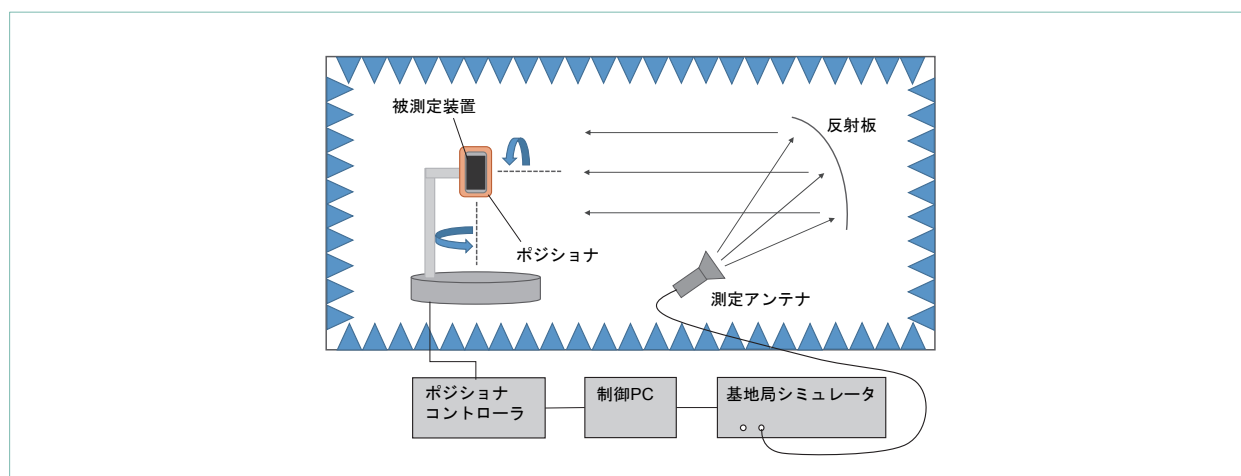 被測定装置
反射板
ポジショナ
測定アンテナ
ポジショナ
コントローラ
制御PC
基地局シミュレータ